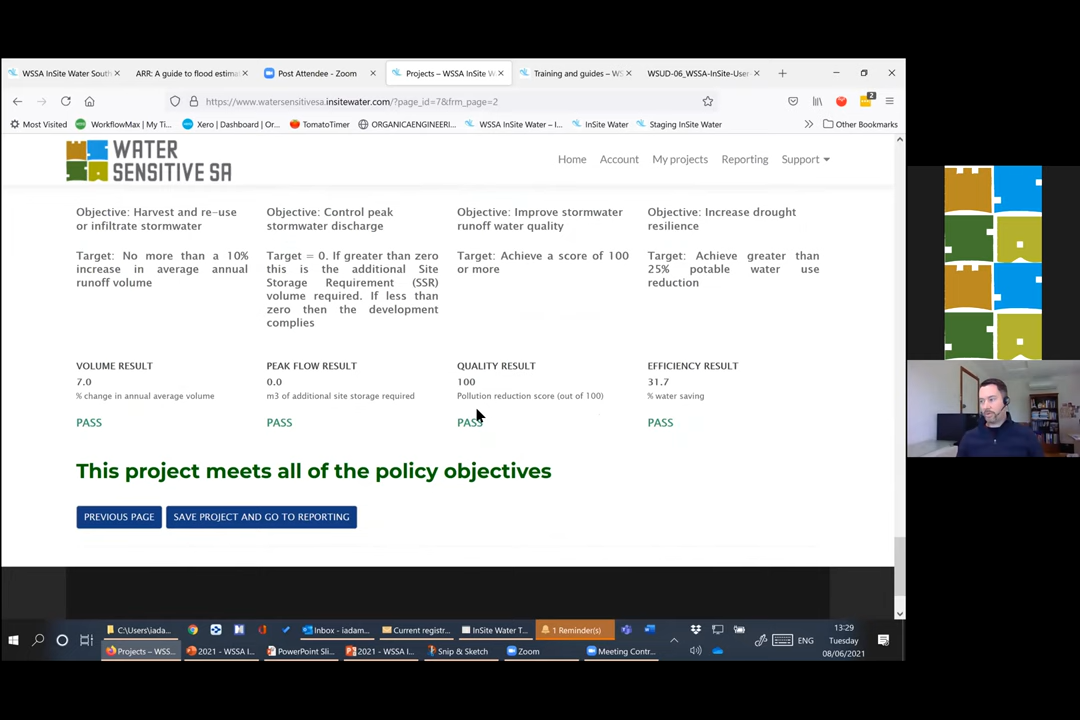 WSSA InSite Water South
ARR: A guide to flood estimat
Post Attendee - Zoom
Projects – WSSA InSite W
Training and guides – WS
WSUD-06_WSSA-InSite-User-
https://www.watersensitivesa.insitewater.com/?page_id=7&frm_page=2
2
Most Visited
WorkflowMax | My Ti...
Xero | Dashboard | Or...
TomatoTimer
ORGANICAENGINEERI...
WSSA InSite Water – I...
InSite Water
Staging InSite Water
Other Bookmarks
WATER
SENSITIVE SA
Home Account My projects Reporting Support
Objective: Harvest and re-use
or infiltrate stormwater
Target: No more than a 10%
increase in average annual
runoff volume
Objective: Control peak
stormwater discharge
Target = 0. If greater than zero
this is the additional Site
Storage Requirement (SSR)
volume required. If less than
zero then the development
complies
Objective: Improve stormwater
runoff water quality
Target: Achieve a score of 100
or more
Objective: Increase drought
resilience
Target: Achieve greater than
25% potable water use
reduction
VOLUME RESULT
7.0
% change in annual average volume
PASS
PEAK FLOW RESULT
0.0
m3 of additional site storage required
PASS
QUALITY RESULT
100
Pollution reduction score (out of 100)
PASS
EFFICIENCY RESULT
31.7
% water saving
PASS
This project meets all of the policy objectives
PREVIOUS PAGE
SAVE PROJECT AND GO TO REPORTING
C:\Users\iada...
Inbox - iadam...
Current registr...
InSite Water T...
1 Reminder(s)
ENG
13:29
Tuesday
08/06/2021
Projects – WSS...
2021 - WSSA I...
PowerPoint Sli...
2021 - WSSA I...
Snip & Sketch
Zoom
Meeting Contr...